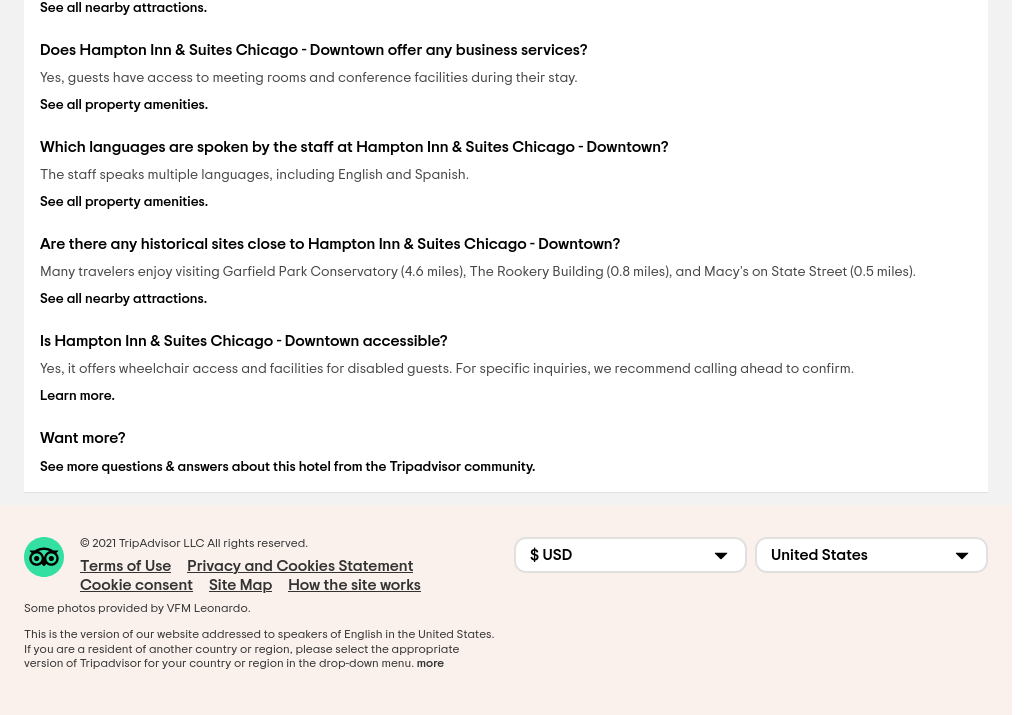 See all nearby attractions.
Does Hampton Inn & Suites Chicago - Downtown offer any business services?
Yes, guests have access to meeting rooms and conference facilities during their stay.
See all property amenities.
Which languages are spoken by the staff at Hampton Inn & Suites Chicago - Downtown?
The staff speaks multiple languages, including English and Spanish.
See all property amenities.
Are there any historical sites close to Hampton Inn & Suites Chicago - Downtown?
Many travelers enjoy visiting Garfield Park Conservatory (4.6 miles), The Rookery Building (0.8 miles), and Macy's on State Street (0.5 miles).
See all nearby attractions.
Is Hampton Inn & Suites Chicago - Downtown accessible?
Yes, it offers wheelchair access and facilities for disabled guests. For specific inquiries, we recommend calling ahead to confirm.
Learn more.
Want more?
See more questions & answers about this hotel from the Tripadvisor community.
© 2021 TripAdvisor LLC All rights reserved.
Terms of Use Privacy and Cookies Statement
Cookie consent Site Map How the site works
$ USD
United States
Some photos provided by VFM Leonardo.
This is the version of our website addressed to speakers of English in the United States.
If you are a resident of another country or region, please select the appropriate
version of Tripadvisor for your country or region in the drop-down menu. more